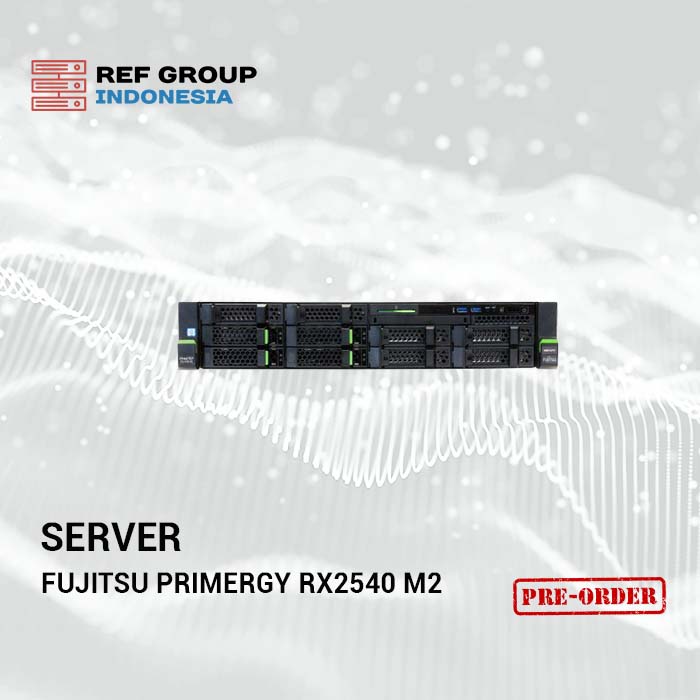 REF GROUP
INDONESIA
SERVER
FUJITSU PRIMERGY RX2540 M2
PRE-ORDER